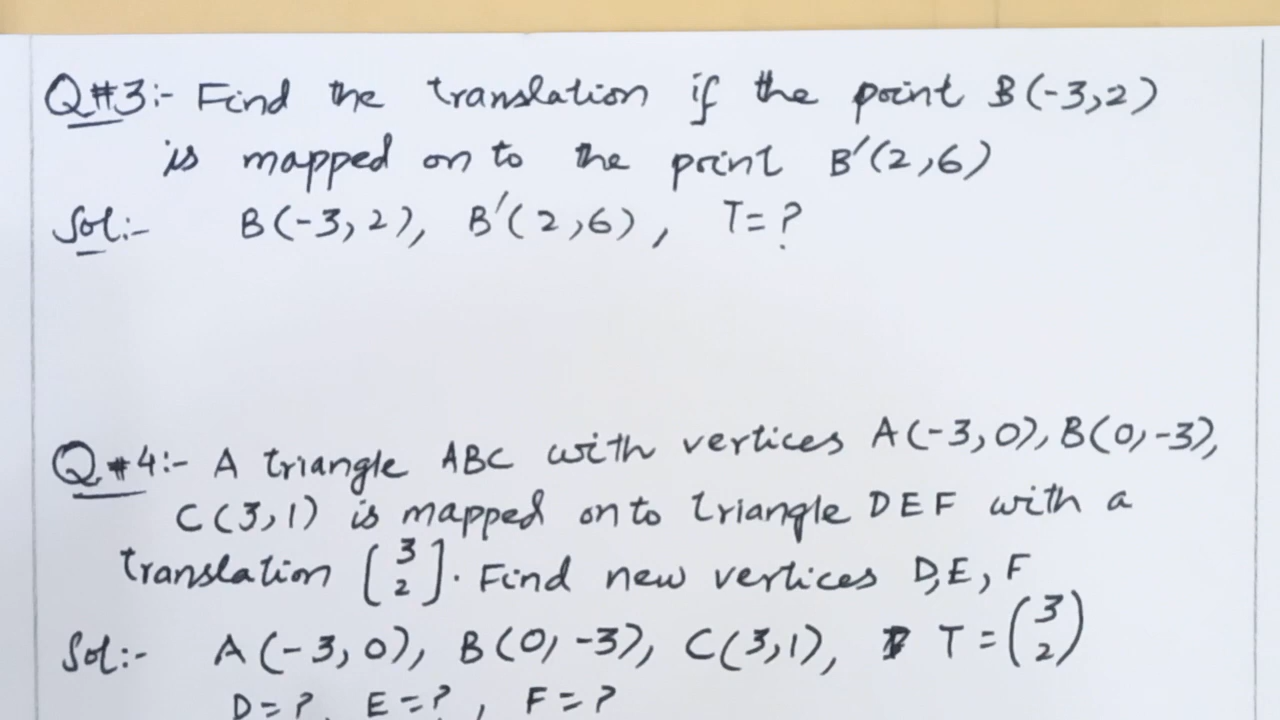 Q#3:- Find the translation if the point B(-3,2)
is mapped on to the point B'(2,6)
Sol:- B(-3,2), B'(2,6), T=?
Q#4:- A triangle ABC with vertices A(-3,0), B(0,-3),
C(3,1) is mapped on to triangle DEF with a
translation [3 2]. Find new vertices D,E,F
Sol:- A(-3,0), B(0,-3), C(3,1), T=(3 2)
D=?, E=?, F=?